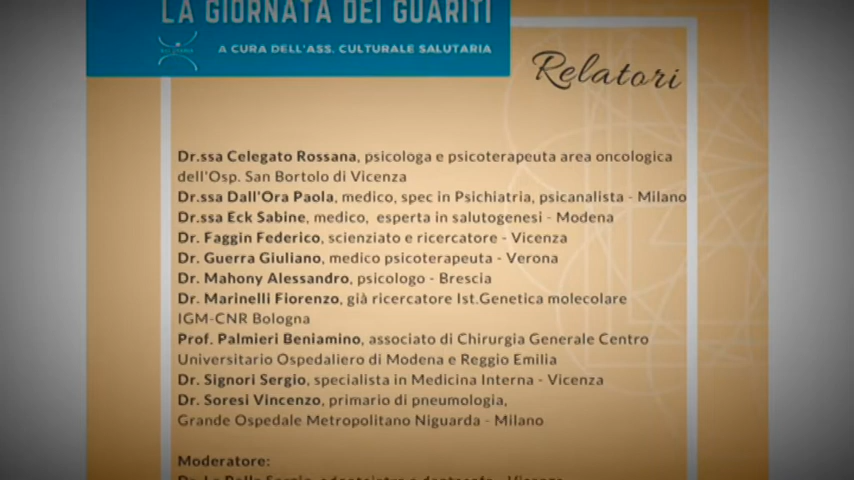 LA GIORNATA DEI GUARITI
A CURA DELL'ASS. CULTURALE SALUTARIA
Relatori
Dr.ssa Celegato Rossana, psicologa e psicoterapeuta area oncologica
dell'Osp. San Bortolo di Vicenza
Dr.ssa Dall'Ora Paola, medico, spec in Psichiatria, psicanalista - Milano
Dr.ssa Eck Sabine, medico, esperta in salutogenesi - Modena
Dr. Faggin Federico, scienziato e ricercatore - Vicenza
Dr. Guerra Giuliano, medico psicoterapeuta - Verona
Dr. Mahony Alessandro, psicologo - Brescia
Dr. Marinelli Fiorenzo, già ricercatore Ist.Genetica molecolare
IGM-CNR Bologna
Prof. Palmieri Beniamino, associato di Chirurgia Generale Centro
Universitario Ospedaliero di Modena e Reggio Emilia
Dr. Signori Sergio, specialista in Medicina Interna - Vicenza
Dr. Soresi Vincenzo, primario di pneumologia,
Grande Ospedale Metropolitano Niguarda - Milano
Moderatore: